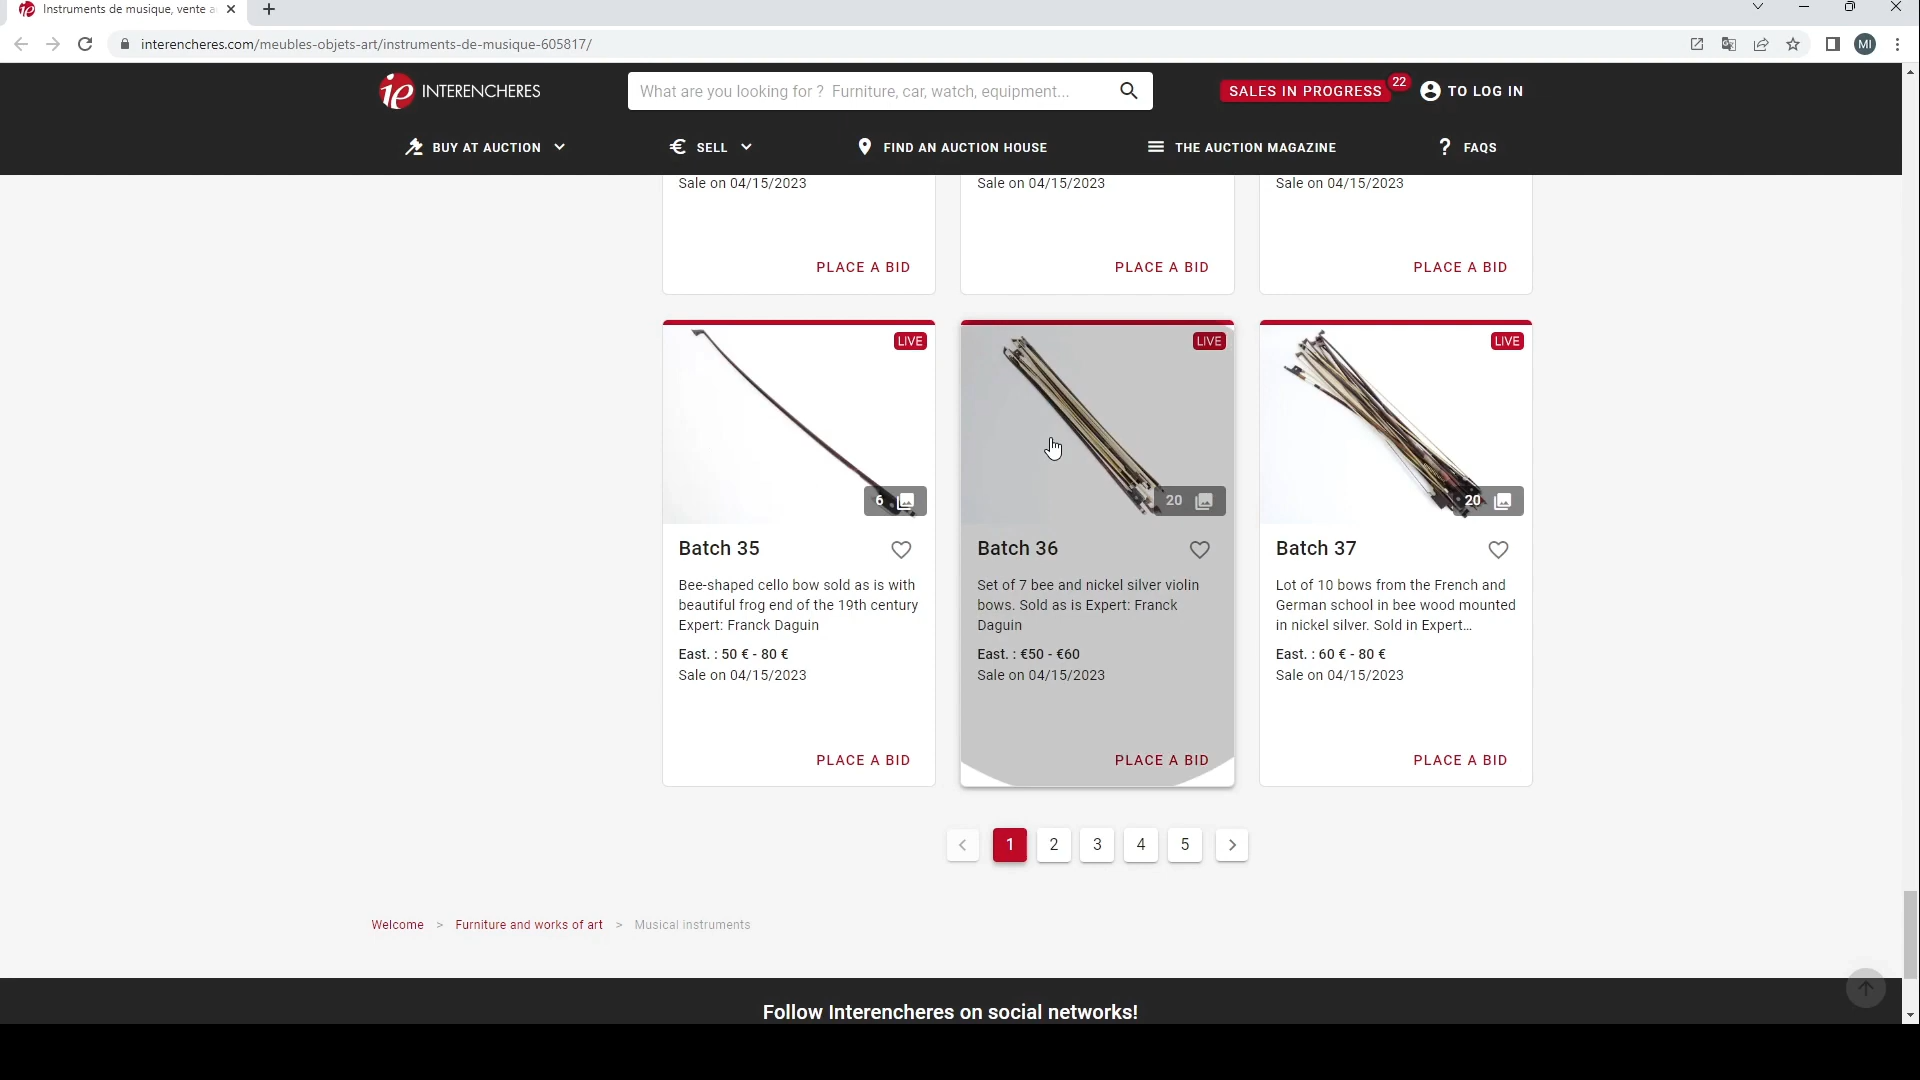 Instruments de musique, vente a
interencheres.com/meubles-objets-art/instruments-de-musique-605817/
MI
ie INTERENCHERES
What are you looking for ? Furniture, car, watch, equipment...
SALES IN PROGRESS 22
TO LOG IN
BUY AT AUCTION
SELL
FIND AN AUCTION HOUSE
THE AUCTION MAGAZINE
? FAQS
Sale on 04/15/2023
PLACE A BID
Sale on 04/15/2023
PLACE A BID
Sale on 04/15/2023
PLACE A BID
LIVE
6
Batch 35
Bee-shaped cello bow sold as is with
beautiful frog end of the 19th century
Expert: Franck Daguin
East. : 50 € - 80 €
Sale on 04/15/2023
PLACE A BID
LIVE
20
Batch 36
Set of 7 bee and nickel silver violin
bows. Sold as is Expert: Franck
Daguin
East. : €50 - €60
Sale on 04/15/2023
PLACE A BID
LIVE
20
Batch 37
Lot of 10 bows from the French and
German school in bee wood mounted
in nickel silver. Sold in Expert...
East. : 60 € - 80 €
Sale on 04/15/2023
PLACE A BID
< 1 2 3 4 5 >
Welcome > Furniture and works of art > Musical instruments
Follow Interencheres on social networks!